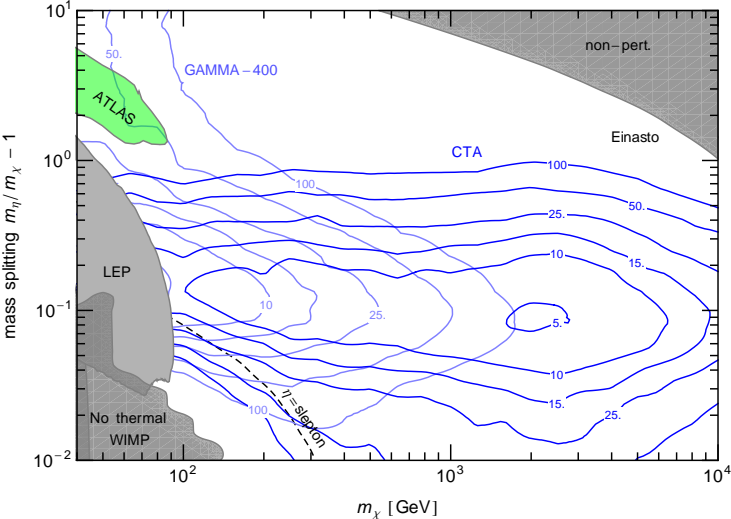 10^1
50.
GAMMA−400
non−pert.
ATLAS
Einasto
CTA
10^0
100
100
50.
25.
15.
LEP
10
10
25.
10^-1
5.
10
15.
25.
100
η=slepton
No thermal
WIMP
10^-2
10^2
10^3
10^4
mass splitting m_η/m_χ − 1
m_χ [GeV]